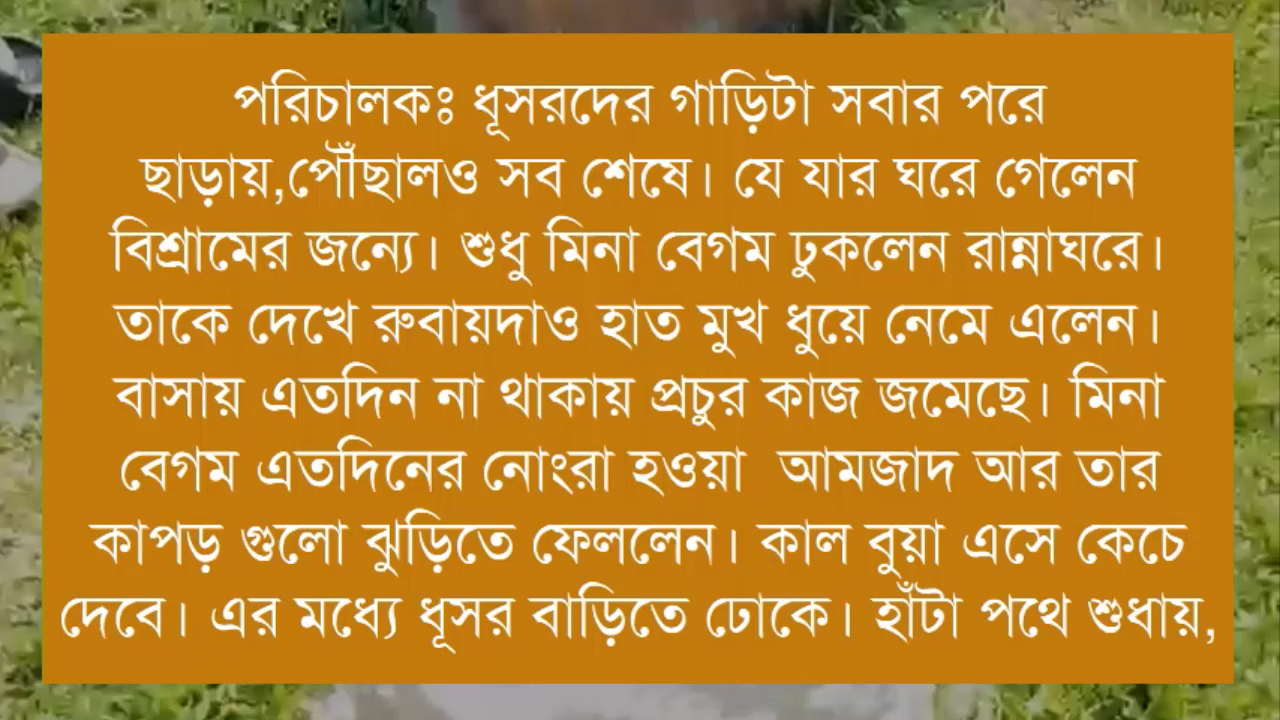 পরিচালকঃ ধূসরদের গাড়িটা সবার পরে
ছাড়ায়,পৌঁছালও সব শেষে। যে যার ঘরে গেলেন
বিশ্রামের জন্যে। শুধু মিনা বেগম ঢুকলেন রান্নাঘরে।
তাকে দেখে রুবায়দাও হাত মুখ ধুয়ে নেমে এলেন।
বাসায় এতদিন না থাকায় প্রচুর কাজ জমেছে। মিনা
বেগম এতদিনের নোংরা হওয়া আমজাদ আর তার
কাপড় গুলো ঝুড়িতে ফেললেন। কাল বুয়া এসে কেচে
দেবে। এর মধ্যে ধূসর বাড়িতে ঢোকে। হাঁটা পথে শুধায়,